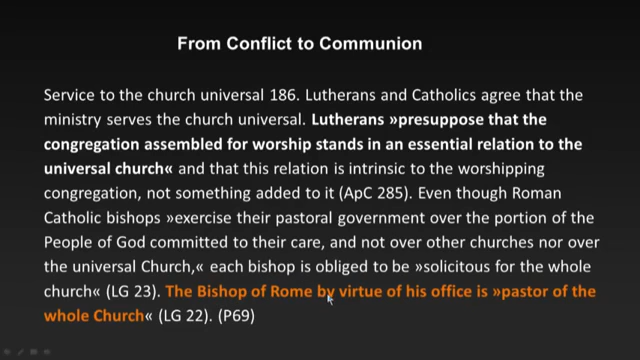 From Conflict to Communion
Service to the church universal 186. Lutherans and Catholics agree that the
ministry serves the church universal. Lutherans »presuppose that the
congregation assembled for worship stands in an essential relation to the
universal church« and that this relation is intrinsic to the worshipping
congregation, not something added to it (ApC 285). Even though Roman
Catholic bishops »exercise their pastoral government over the portion of the
People of God committed to their care, and not over other churches nor over
the universal Church,« each bishop is obliged to be »solicitous for the whole
church« (LG 23). The Bishop of Rome by virtue of his office is »pastor of the
whole Church« (LG 22). (P69)